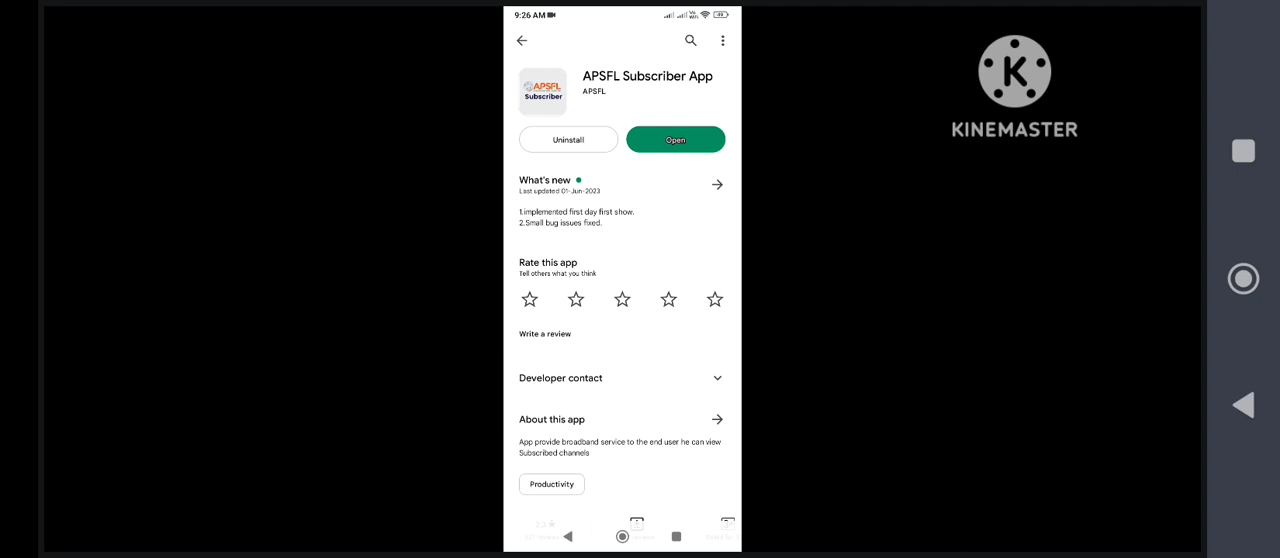 9:26 AM
49
APSFL Subscriber App
APSFL
APSFL
Subscriber
Uninstall
Open
What's new
Last updated 01-Jun-2023
1.implemented first day first show.
2.Small bug issues fixed.
Rate this app
Tell others what you think
Write a review
Developer contact
About this app
App provide broadband service to the end user he can view
Subscribed channels
Productivity
K
KINEMASTER